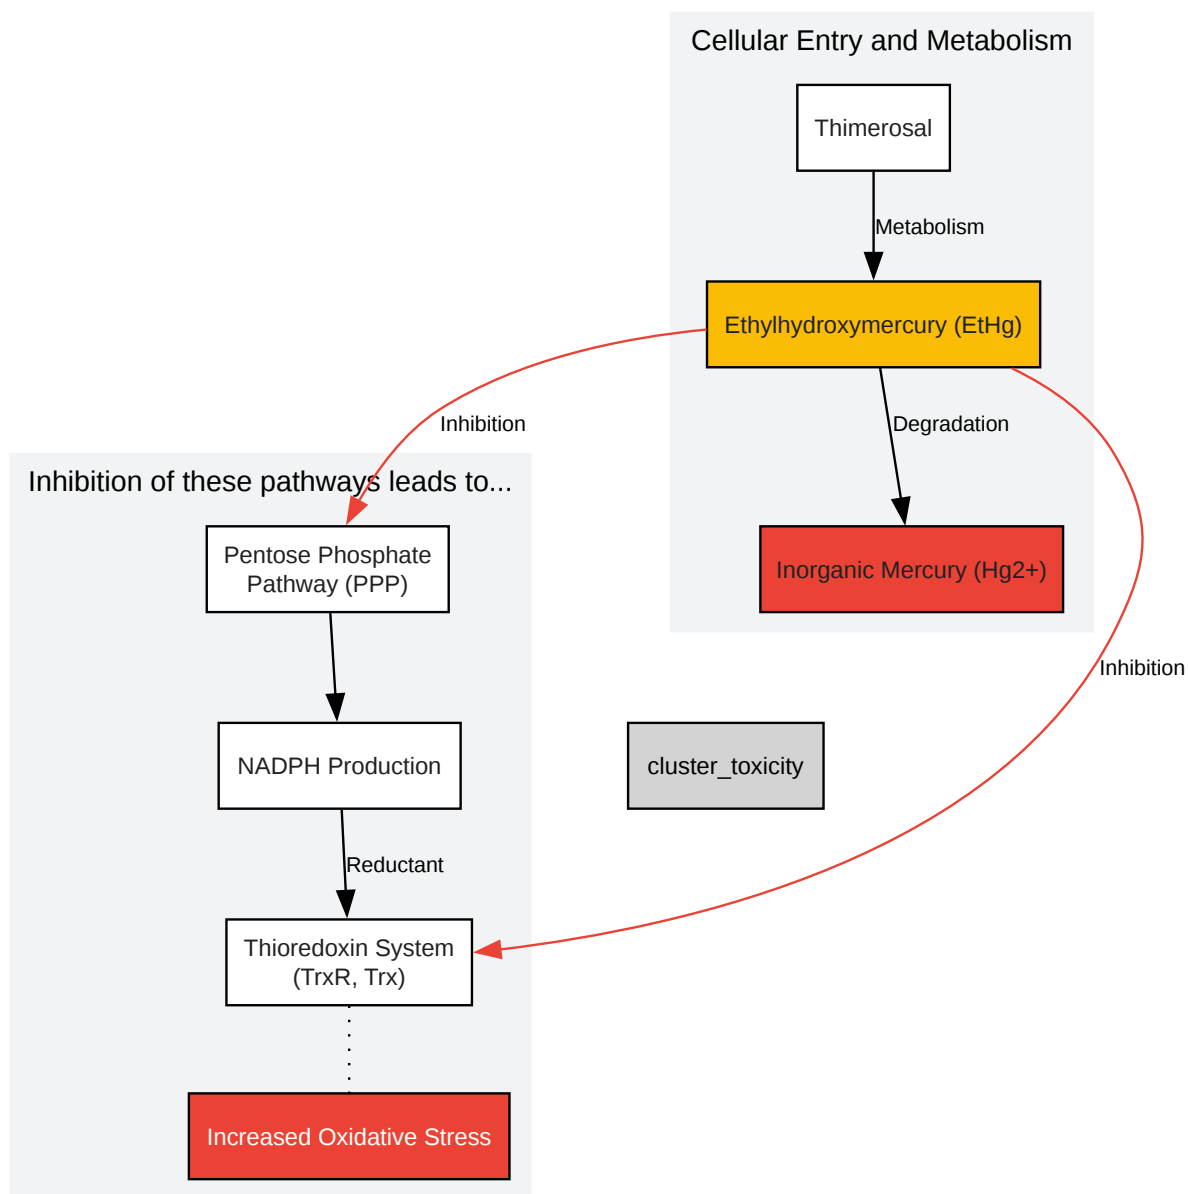 Cellular Entry and Metabolism
Thimerosal
Metabolism
Ethylhydroxymercury (EtHg)
Inhibition
Degradation
Inhibition of these pathways leads to...
Pentose Phosphate
Pathway (PPP)
Inorganic Mercury (Hg2+)
Inhibition
NADPH Production
cluster_toxicity
Reductant
Thioredoxin System
(TrxR, Trx)
Increased Oxidative Stress